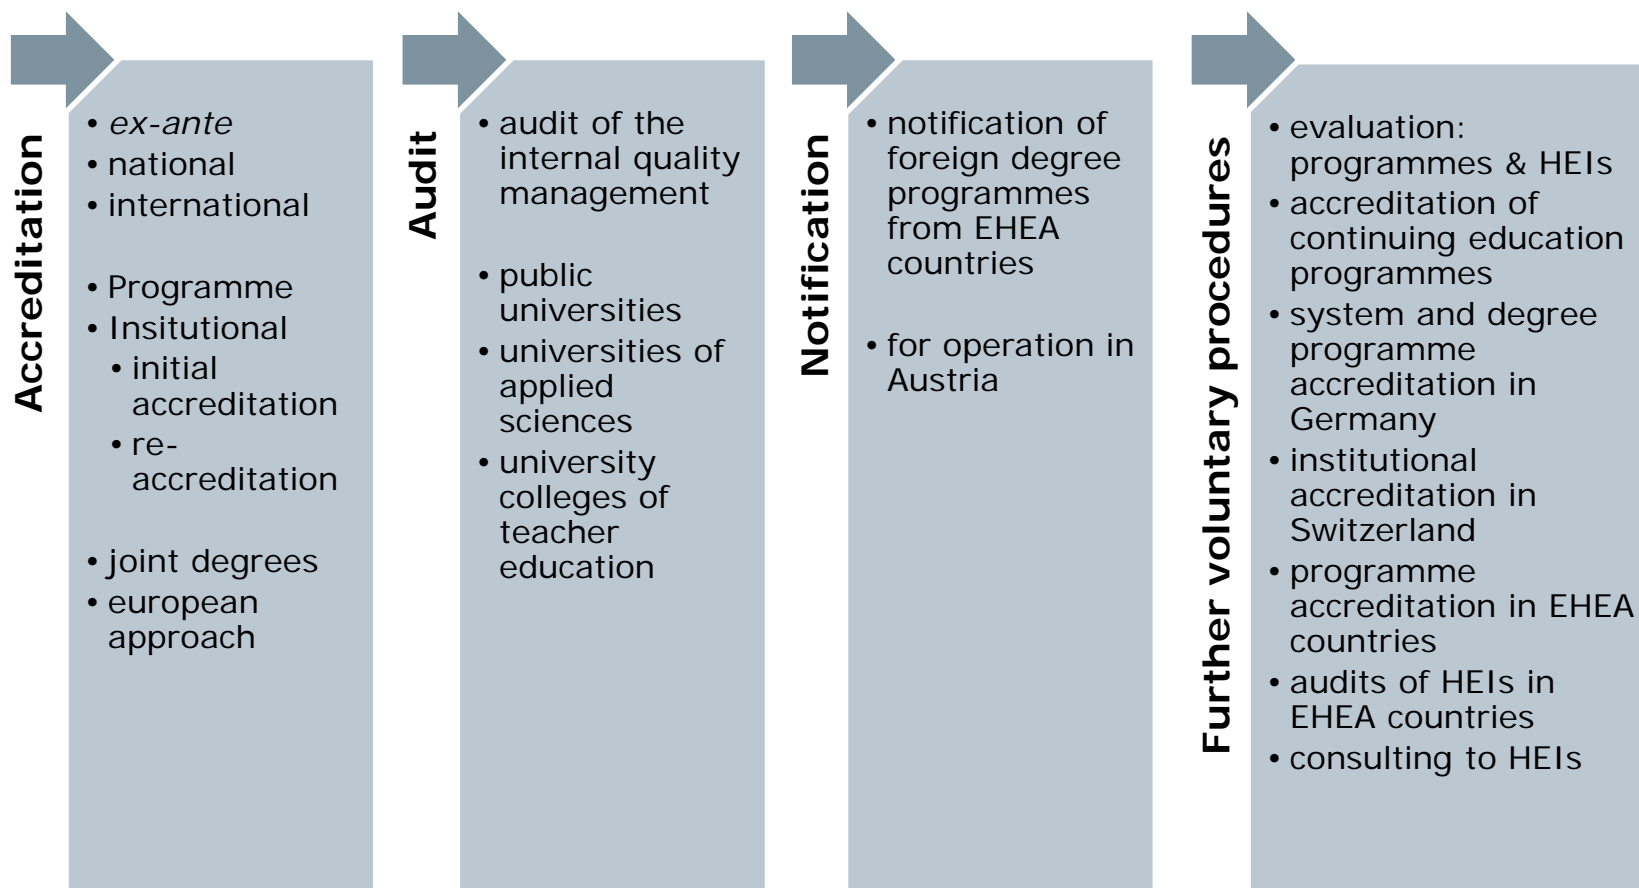 Accreditation
• ex-ante
• national
• international
• Programme
• Insitutional
• initial
accreditation
• re-
accreditation
• joint degrees
• european
approach
Audit
• audit of the
internal quality
management
• public
universities
• universities of
applied
sciences
• university
colleges of
teacher
education
Notification
• notification of
foreign degree
programmes
from EHEA
countries
• for operation in
Austria
Further voluntary procedures
• evaluation:
programmes & HEIs
• accreditation of
continuing education
programmes
• system and degree
programme
accreditation in
Germany
• institutional
accreditation in
Switzerland
• programme
accreditation in EHEA
countries
• audits of HEIs in
EHEA countries
• consulting to HEIs